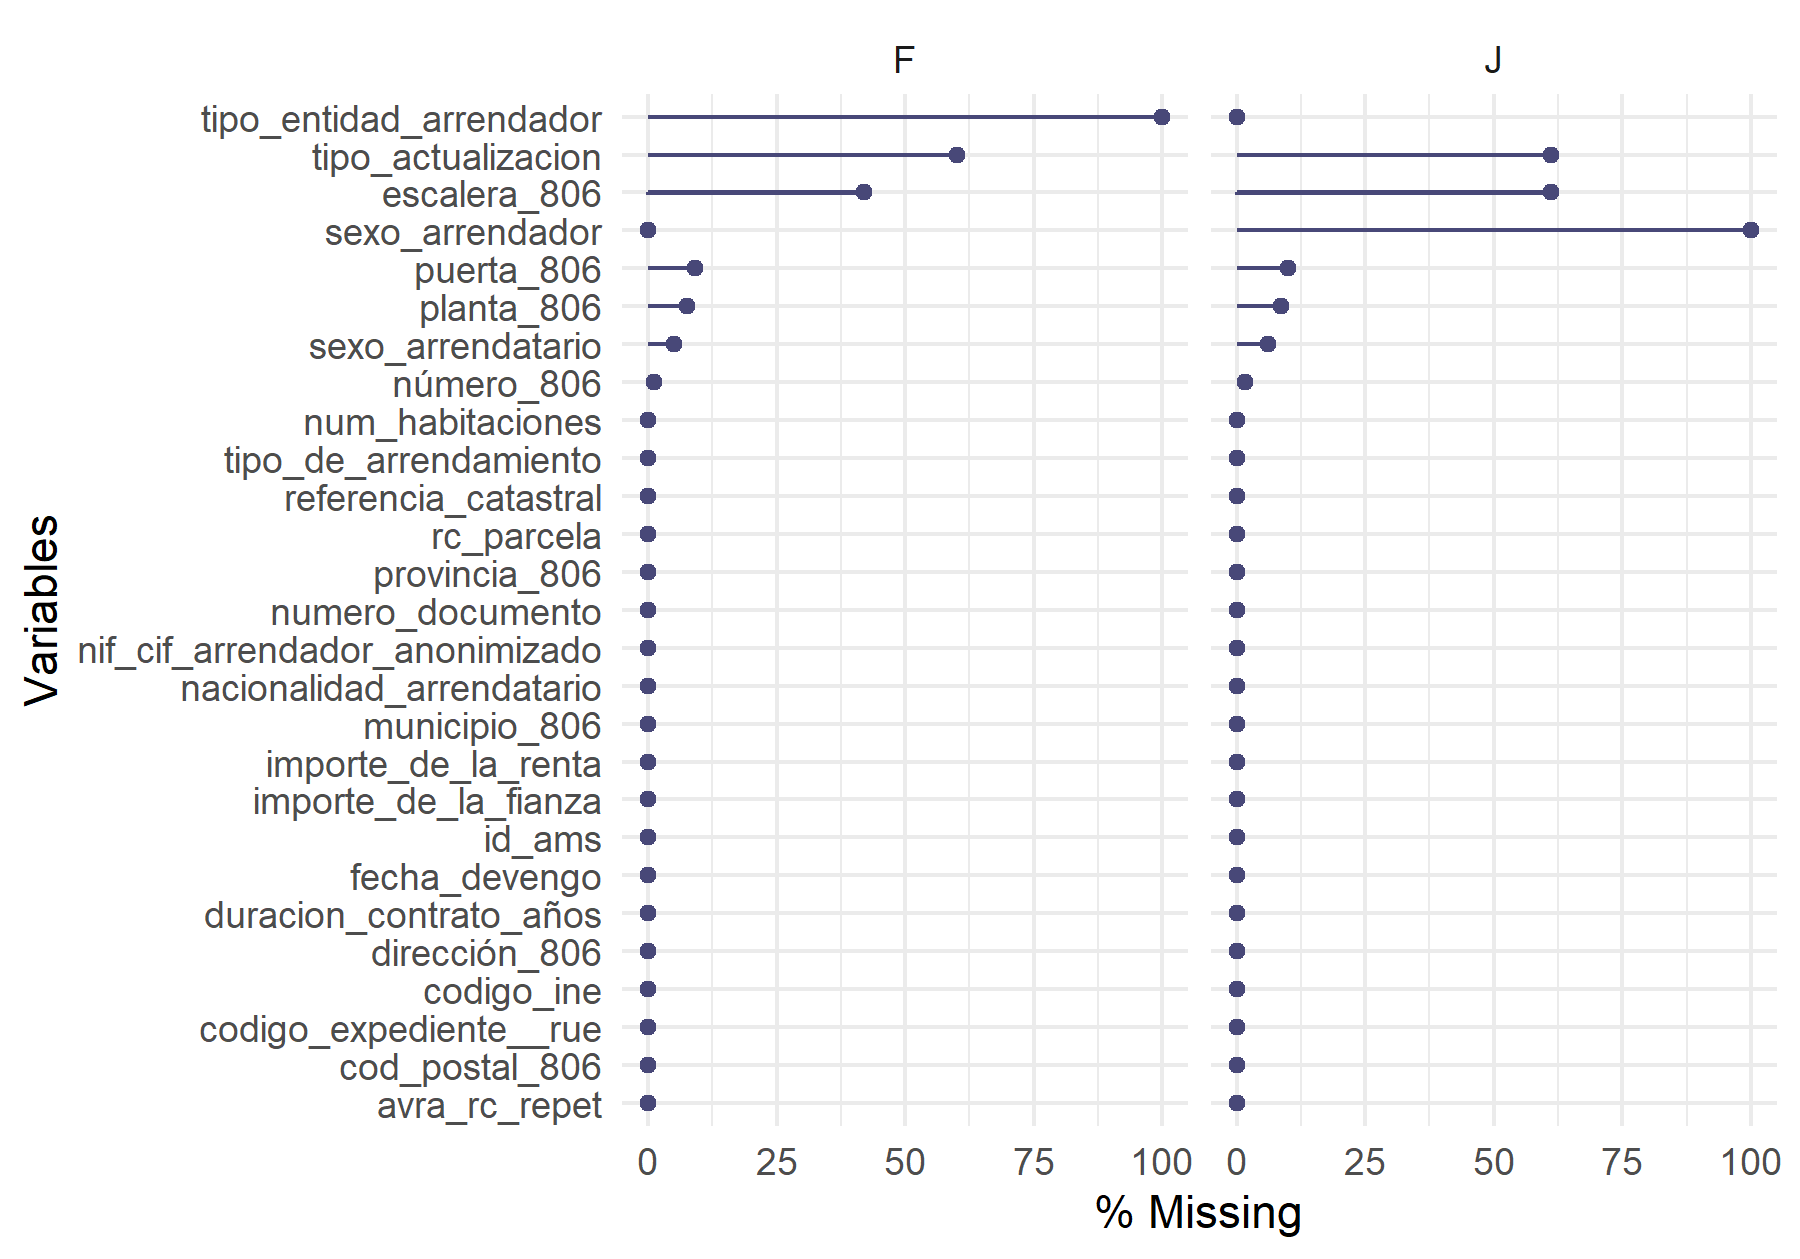 F J
tipo_entidad_arrendador
tipo_actualizacion
escalera_806
sexo_arrendador
puerta_806
planta_806
sexo_arrendatario
número_806
num_habitaciones
tipo_de_arrendamiento
referencia_catastral
rc_parcela
provincia_806
numero_documento
nif_cif_arrendador_anonimizado
nacionalidad_arrendatario
municipio_806
importe_de_la_renta
importe_de_la_fianza
id_ams
fecha_devengo
duracion_contrato_años
dirección_806
codigo_ine
codigo_expediente__rue
cod_postal_806
avra_rc_repet
Variables
0 25 50 75 100 0 25 50 75 100
% Missing